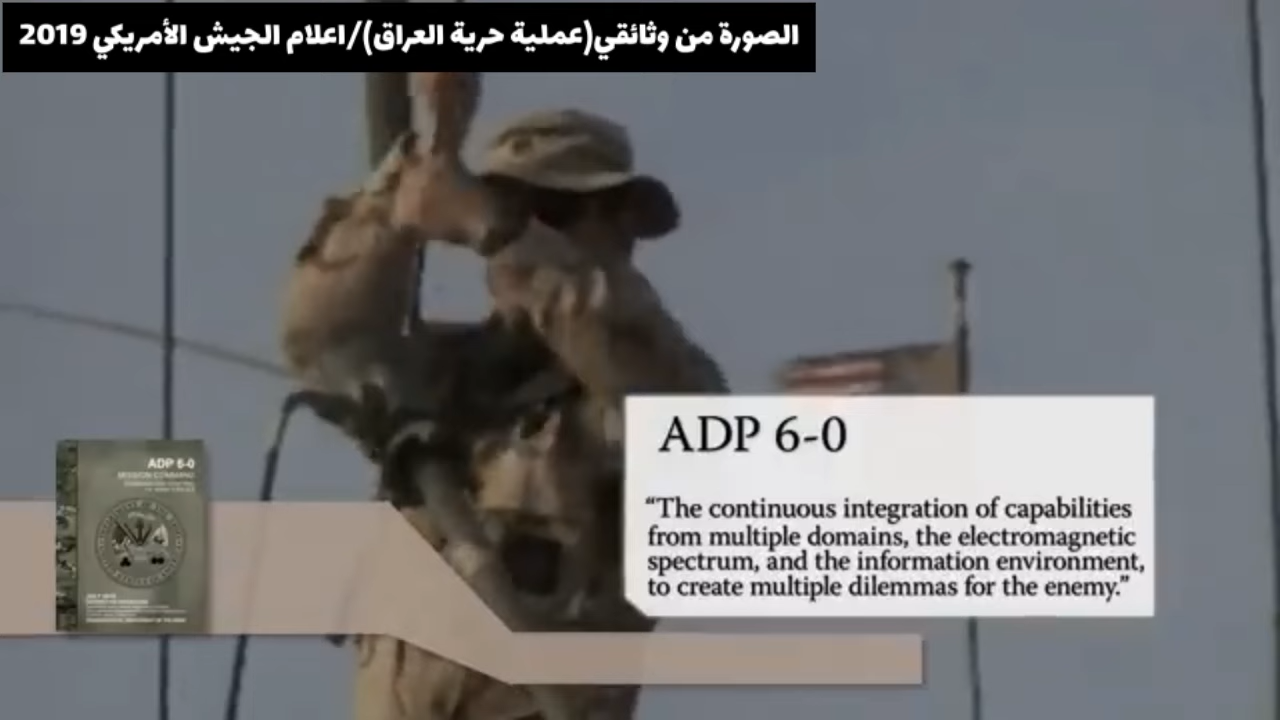 الصورة من وثائقي(عملية حرية العراق)/اعلام الجيش الأمريكي 2019
ADP 6-0
“The continuous integration of capabilities
from multiple domains, the electromagnetic
spectrum, and the information environment,
to create multiple dilemmas for the enemy.”
ADP 6-0
MISSION COMMAND